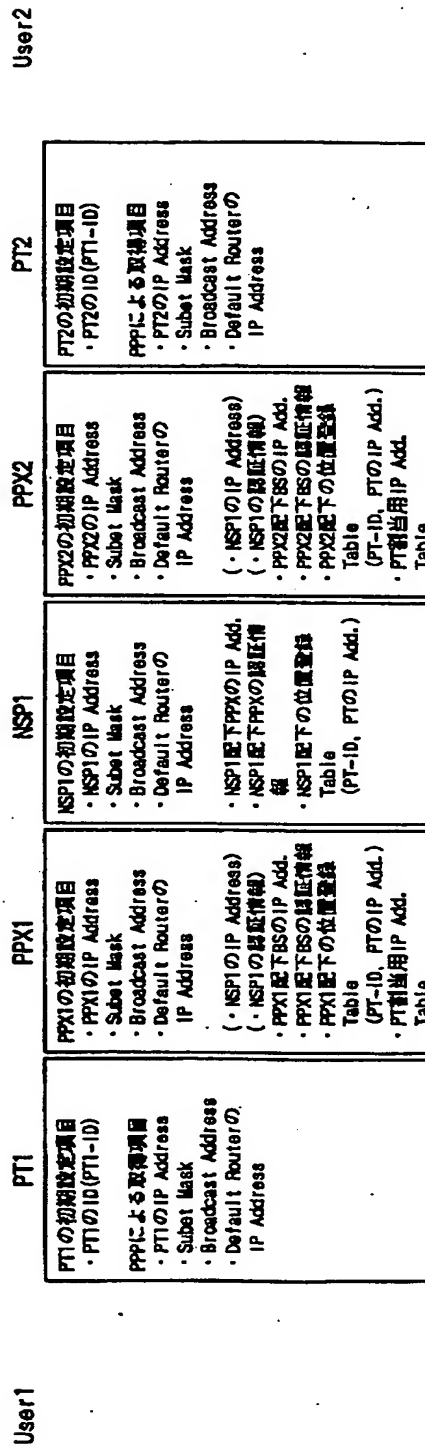 User1
PT1
PT1の初期設定項目
・PT1のID(PT1-ID)
PPPによる取得項目
・PT1のIP Address
・Subet Mask
・Broadcast Address
・Default Routerの
IP Address
PPX1
PPX1の初期設定項目
・PPX1のIP Address
・Subet Mask
・Broadcast Address
・Default Routerの
IP Address
(・NSP1のIP Address)
(・NSP1の認証情報)
・PPX1配下BSのIP Add.
・PPX1配下BSの認証情報
・PPX1配下の位置登録
Table
(PT-ID, PTのIP Add.)
・PT割当用IP Add.
Table
NSP1
NSP1の初期設定項目
・NSP1のIP Address
・Subet Mask
・Broadcast Address
・Default Routerの
IP Address
・NSP1配下PPXのIP Add.
・NSP1配下PPXの認証情
報
・NSP1配下の位置登録
Table
(PT-ID, PTのIP Add.)
PPX2
PPX2の初期設定項目
・PPX2のIP Address
・Subet Mask
・Broadcast Address
・Default Routerの
IP Address
(・NSP1のIP Address)
(・NSP1の認証情報)
・PPX2配下BSのIP Add.
・PPX2配下BSの認証情報
・PPX2配下の位置登録
Table
(PT-ID, PTのIP Add.)
・PT割当用IP Add.
Table
PT2
PT2の初期設定項目
・PT2のID(PT1-ID)
PPPによる取得項目
・PT2のIP Address
・Subet Mask
・Broadcast Address
・Default Routerの
IP Address
User2